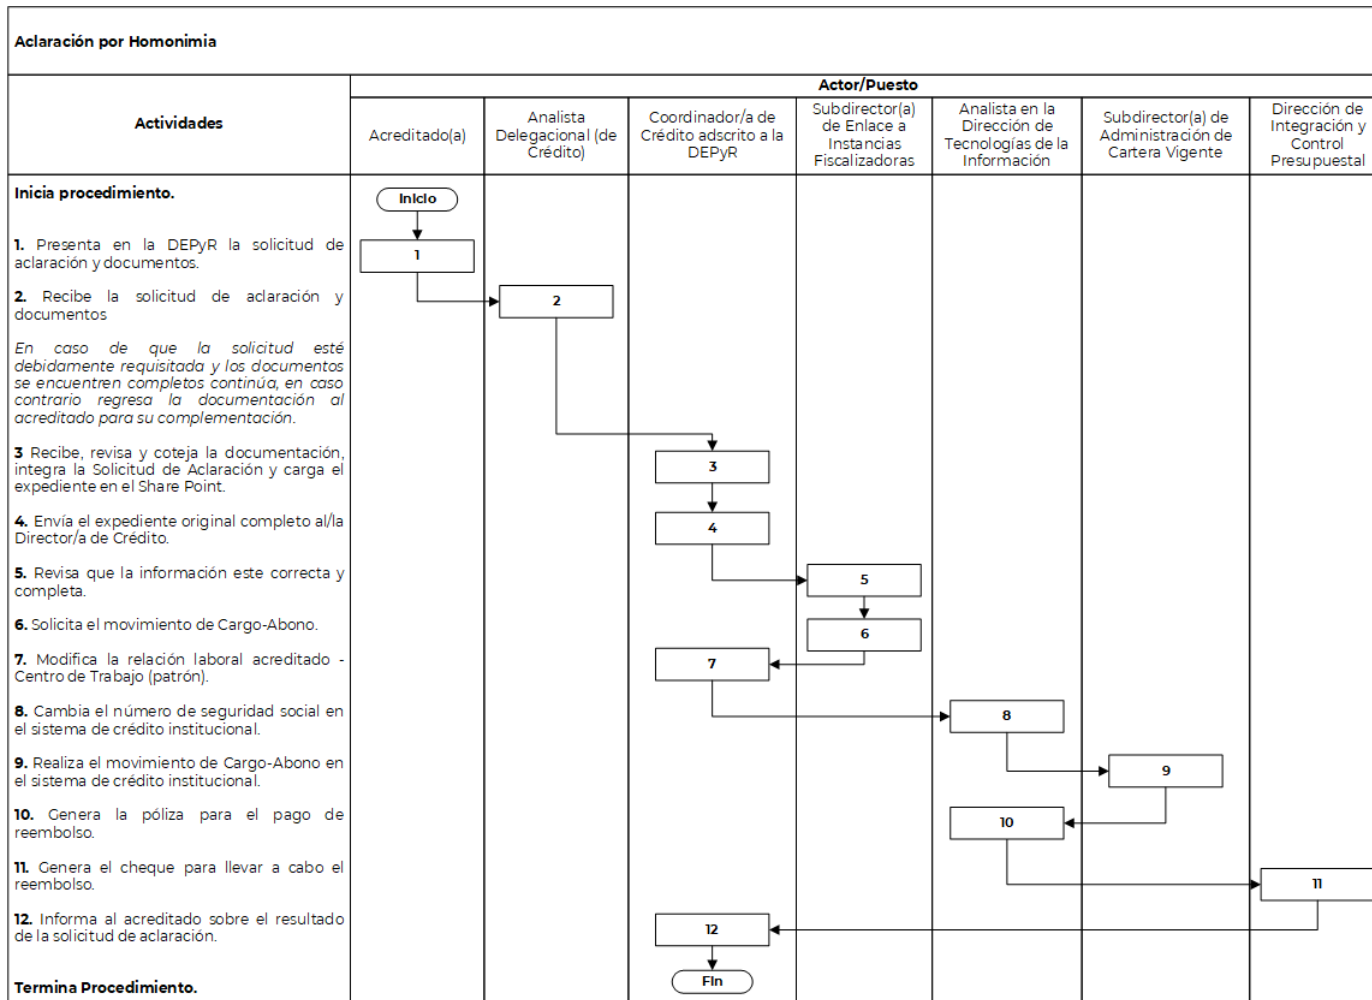 Aclaración por Homonimia
Actividades
Actor/Puesto
Acreditado(a)
Analista
Delegacional (de
Crédito)
Coordinador/a de
Crédito adscrito a la
DEPyR
Subdirector(a)
de Enlace a
Instancias
Fiscalizadoras
Analista en la
Dirección de
Tecnologías de la
Información
Subdirector(a) de
Administración de
Cartera Vigente
Dirección de
Integración y
Control
Presupuestal
Inicia procedimiento.
1. Presenta en la DEPyR la solicitud de
aclaración y documentos.
2. Recibe la solicitud de aclaración y
documentos
En caso de que la solicitud esté
debidamente requisitada y los documentos
se encuentren completos continúa, en caso
contrario regresa la documentación al
acreditado para su complementación.
3 Recibe, revisa y coteja la documentación,
integra la Solicitud de Aclaración y carga el
expediente en el Share Point.
4. Envía el expediente original completo al/la
Director/a de Crédito.
5. Revisa que la información este correcta y
completa.
6. Solicita el movimiento de Cargo-Abono.
7. Modifica la relación laboral acreditado -
Centro de Trabajo (patrón).
8. Cambia el número de seguridad social en
el sistema de crédito institucional.
9. Realiza el movimiento de Cargo-Abono en
el sistema de crédito institucional.
10. Genera la póliza para el pago de
reembolso.
11. Genera el cheque para llevar a cabo el
reembolso.
12. Informa al acreditado sobre el resultado
de la solicitud de aclaración.
Termina Procedimiento.
Inicio
1
2
3
4
5
6
7
8
9
10
11
12
Fin